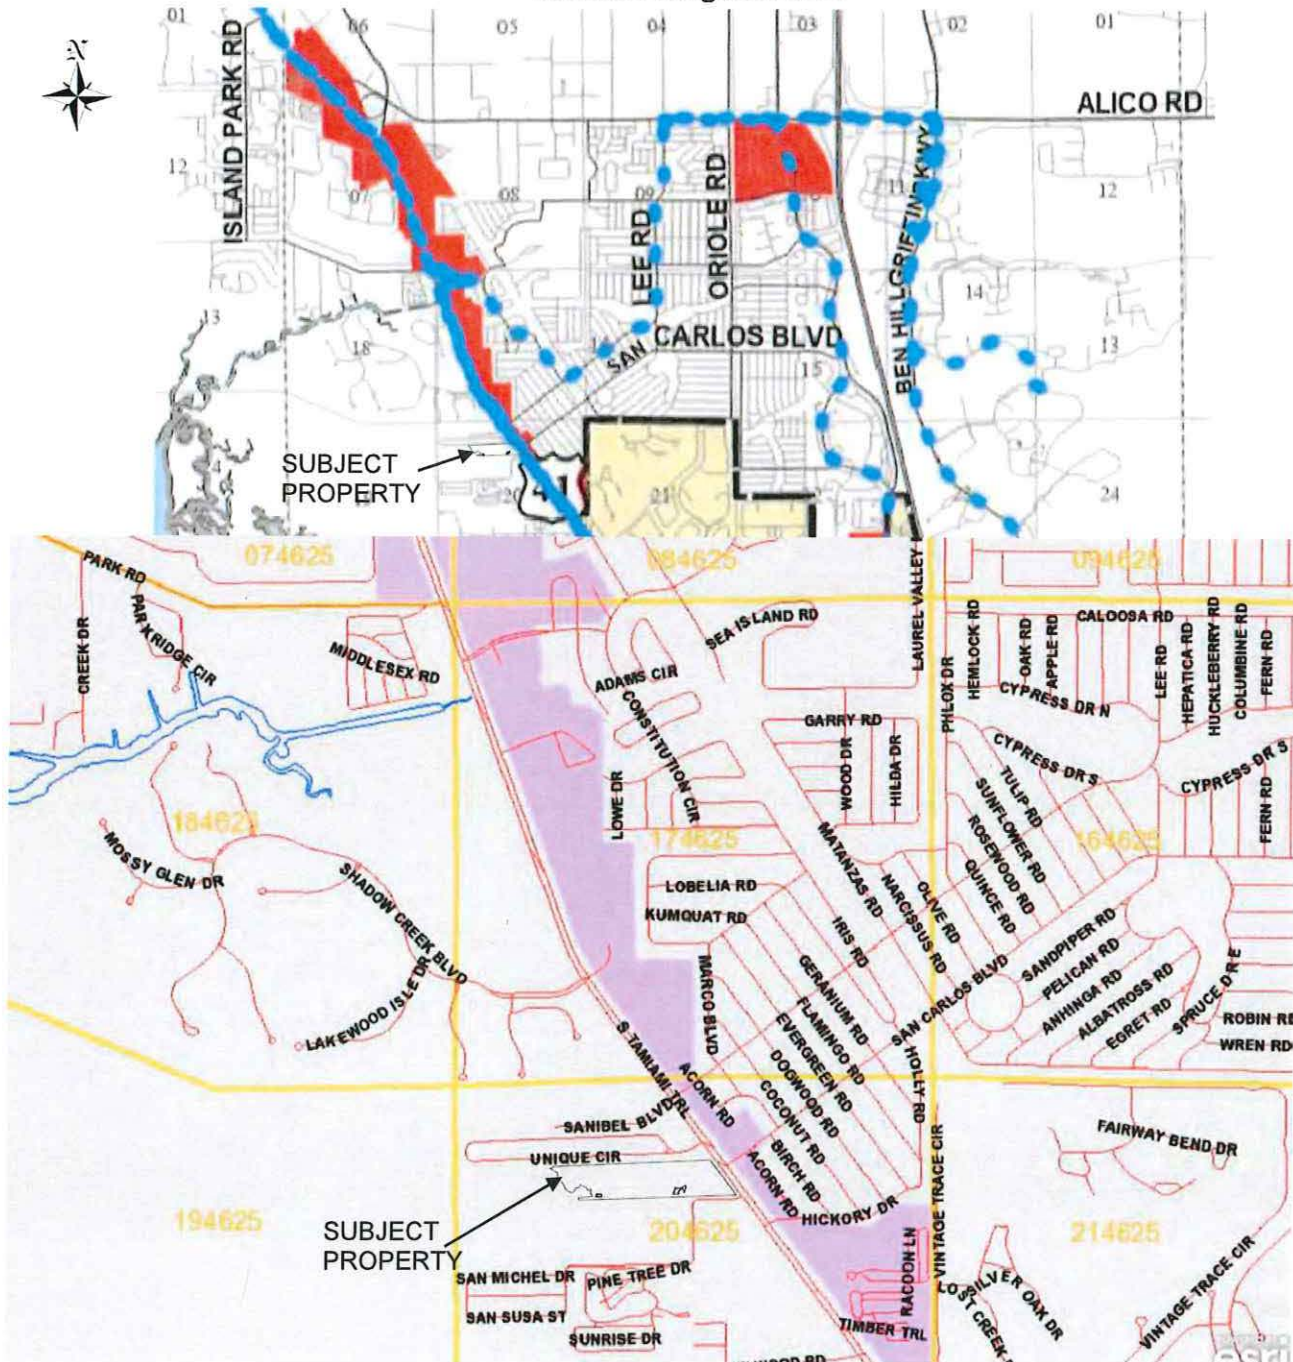 N
01
06
05
04
03
02
01
ISLAND PARK RD
ALICO RD
12
07
08
09
LEE RD
ORIOLE RD
11
BEN HILL GRIFFIN PKWY
12
13
18
17
SAN CARLOS BLVD
15
14
13
SUBJECT
PROPERTY
20
41
21
24
PARK RD
074625
084625
094625
LAUREL VALLEY
PARKRIDGE CIR
CREEK DR
MIDDLESEX RD
SEA ISLAND RD
CALOOSA RD
PHLOX DR
HEMLOCK RD
OAK RD
APPLE RD
LEE RD
HEPATICA RD
HUCKLEBERRY RD
COLUMBINE RD
FERN RD
ADAMS CIR
CONSTITUTION CIR
CYPRESS DR N
GARRY RD
WOOD DR
HILDA DR
CYPRESS DR S
CYPRESS DR S
LOWE DR
TULIP RD
SUNFLOWER RD
ROSEWOOD RD
QUINCE RD
FERN RD
184625
174625
164625
MOSSY GLEN DR
SHADOW CREEK BLVD
MATANZAS RD
LOBELIA RD
KUMQUAT RD
NARCISSUS RD
OLIVE RD
IRIS RD
SANDPIPER RD
PELICAN RD
MARCO BLVD
GERANIUM RD
FLAMINGO RD
EVERGREEN RD
DOGWOOD RD
COCONUT RD
SAN CARLOS BLVD
ANHINGA RD
ALBATROSS RD
EGRET RD
SPRUCE DR E
ROBIN RD
WREN RD
LAKEWOOD ISLE DR
S TAMIAMI TRL
ACORN RD
HOLLY RD
SANIBEL BLVD
UNIQUE CIR
BIRCH RD
ACORN RD
HICKORY DR
VINTAGE TRACE CIR
FAIRWAY BEND DR
194625
SUBJECT
PROPERTY
204625
214625
SAN MICHEL DR
PINE TREE DR
RACOON LN
SAN SUSA ST
SUNRISE DR
TIMBER TRL
LOST CREEK
SILVER OAK DR
VINTAGE TRACE CIR
esri